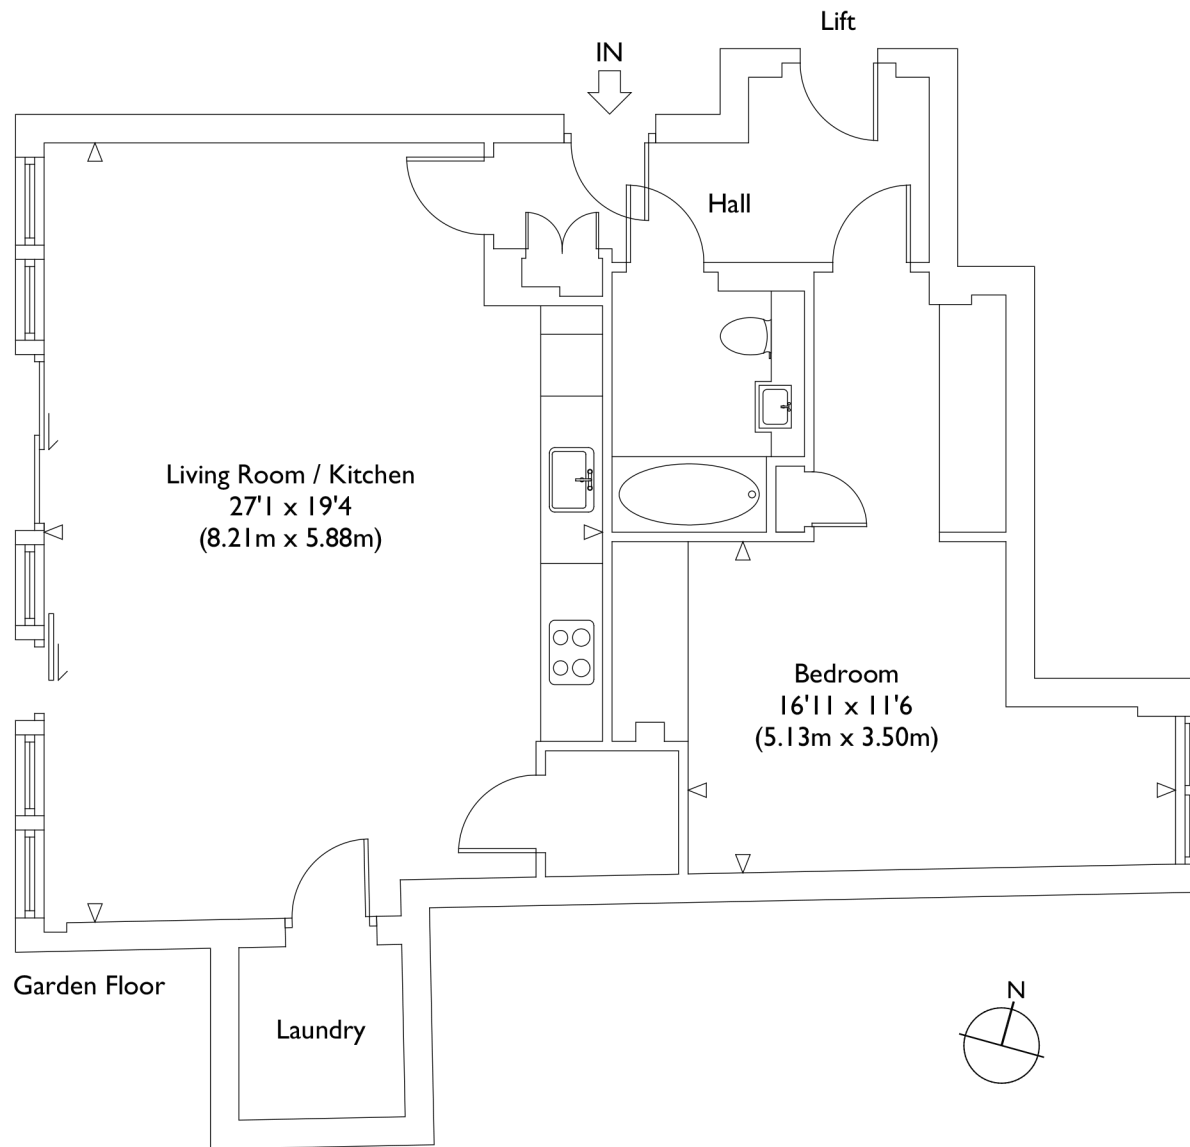 Lift
IN
Hall
Living Room / Kitchen
27'1 x 19'4
(8.21m x 5.88m)
Bedroom
16'11 x 11'6
(5.13m x 3.50m)
Garden Floor
Laundry
N